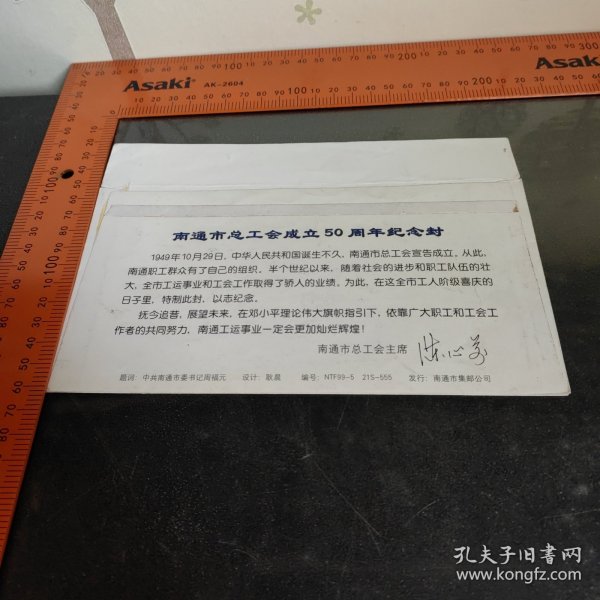 Asaki
AK-2604
Asaki
南通市总工会成立50周年纪念封
1949年10月29日,中华人民共和国诞生不久,南通市总工会宣告成立。从此,
南通职工群众有了自己的组织。半个世纪以来,随着社会的进步和职工队伍的壮
大,全市工运事业和工会工作取得了骄人的业绩。为此,在这全市工人阶级喜庆的
日子里,特制此封,以志纪念。
抚今追昔,展望未来,在邓小平理论伟大旗帜指引下,依靠广大职工和工会工
作者的共同努力,南通工运事业一定会更加灿烂辉煌!
南通市总工会主席
题词:中共南通市委书记周福元 设计:耿晨 编号:NTF99-5 21S-555 发行:南通市集邮公司
孔夫子旧书网
www.kongfz.com